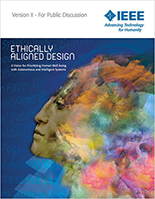 Version II - For Public Discussion
IEEE
Advancing Technology
for Humanity
ETHICALLY
ALIGNED DESIGN
A Vision for Prioritizing Human Well-being
with Autonomous and Intelligent Systems